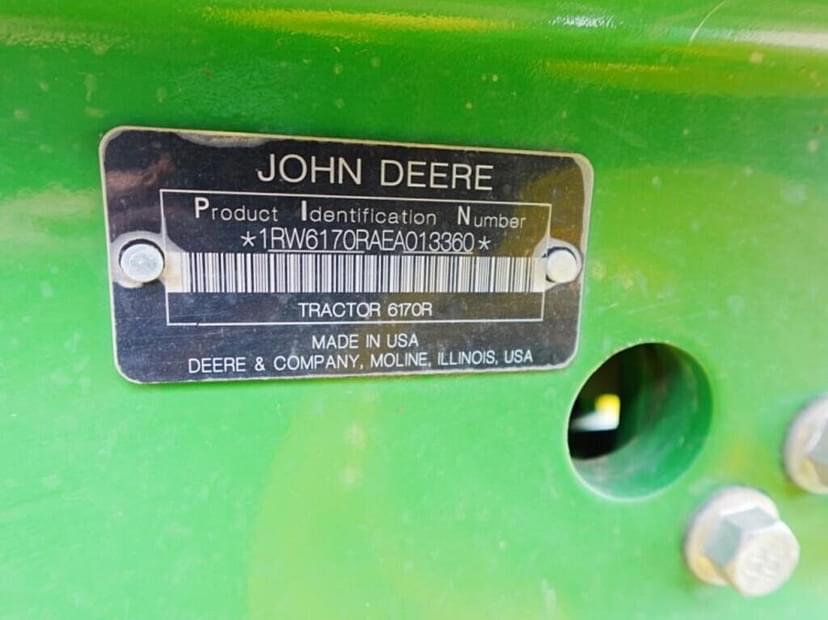 JOHN DEERE
Product Identification Number
*1RW6170RAEA013360*
TRACTOR 6170R
MADE IN USA
DEERE & COMPANY, MOLINE, ILLINOIS, USA